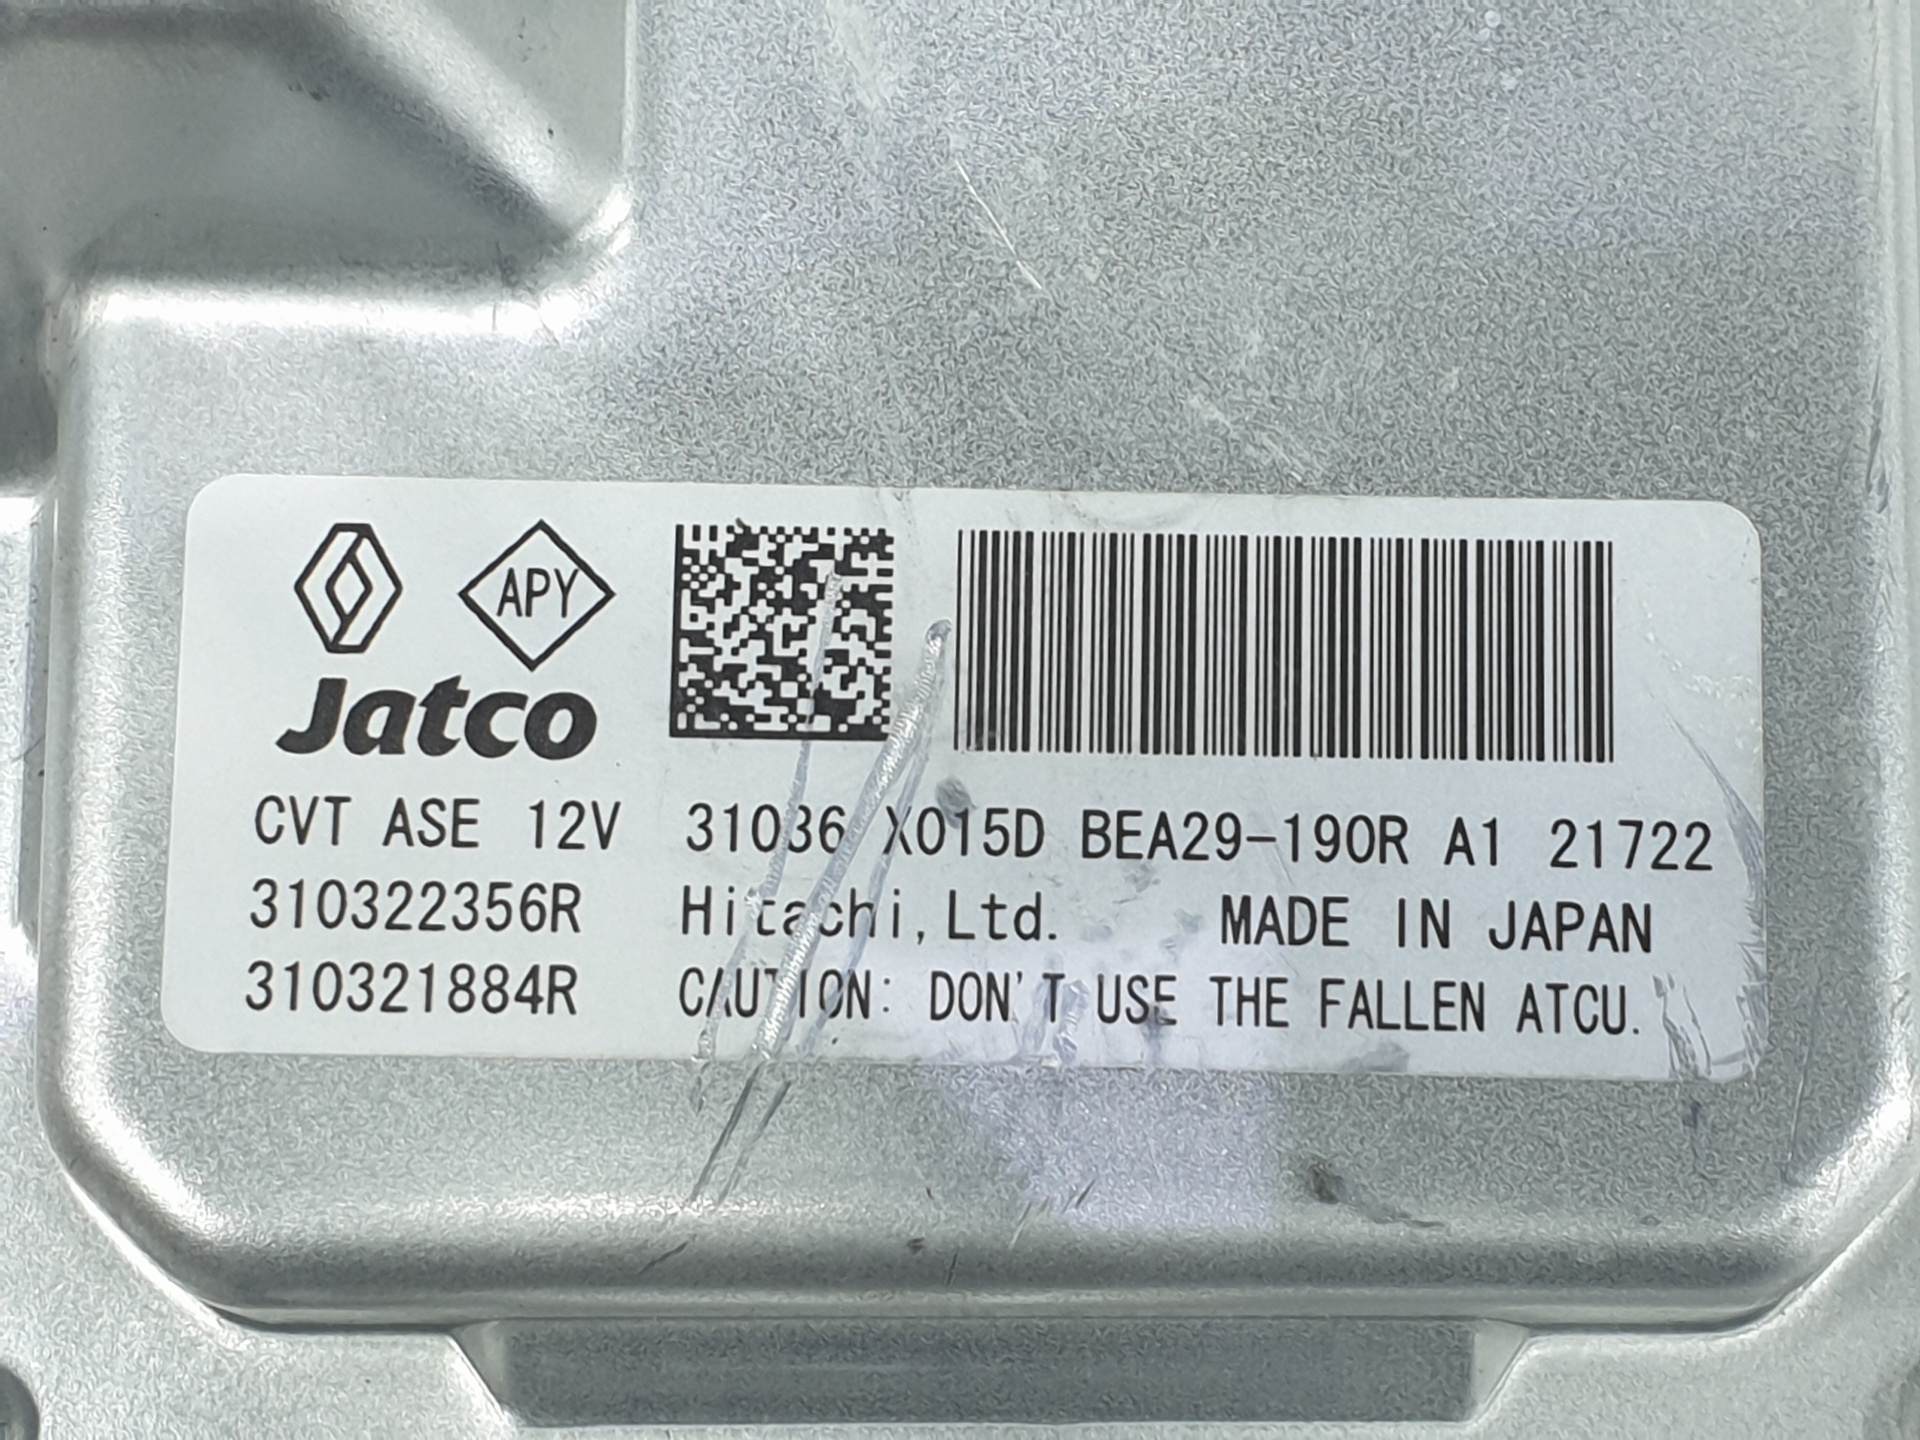 APY
Jatco
CVT ASE 12V 31036 X015D BEA29-190R A1 21722
310322356R Hitachi, Ltd. MADE IN JAPAN
310321884R CAUTION: DON'T USE THE FALLEN ATCU.